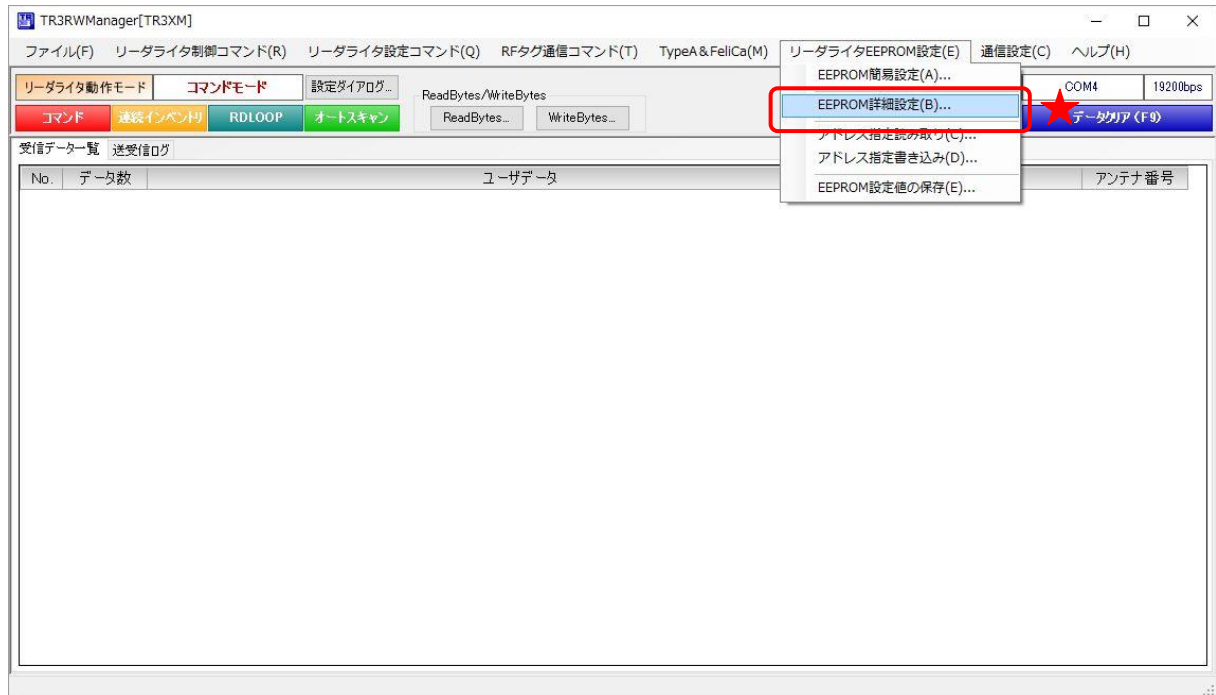 TR3RWManager[TR3XM]
ファイル(F) リーダライタ制御コマンド(R) リーダライタ設定コマンド(Q) RFタグ通信コマンド(T) TypeA&FeliCa(M) リーダライタEEPROM設定(E) 通信設定(C) ヘルプ(H)
リーダライタ動作モード コマンドモード 設定ダイアログ... ReadBytes/WriteBytes COM4 19200bps
コマンド 連続インベントリ RDLOOP オートスキャン ReadBytes... WriteBytes... データクリア (F9)
EEPROM簡易設定(A)...
EEPROM詳細設定(B)...
アドレス指定読み取り(C)...
アドレス指定書き込み(D)...
EEPROM設定値の保存(E)...
受信データ一覧 送受信ログ
No. データ数 ユーザデータ アンテナ番号